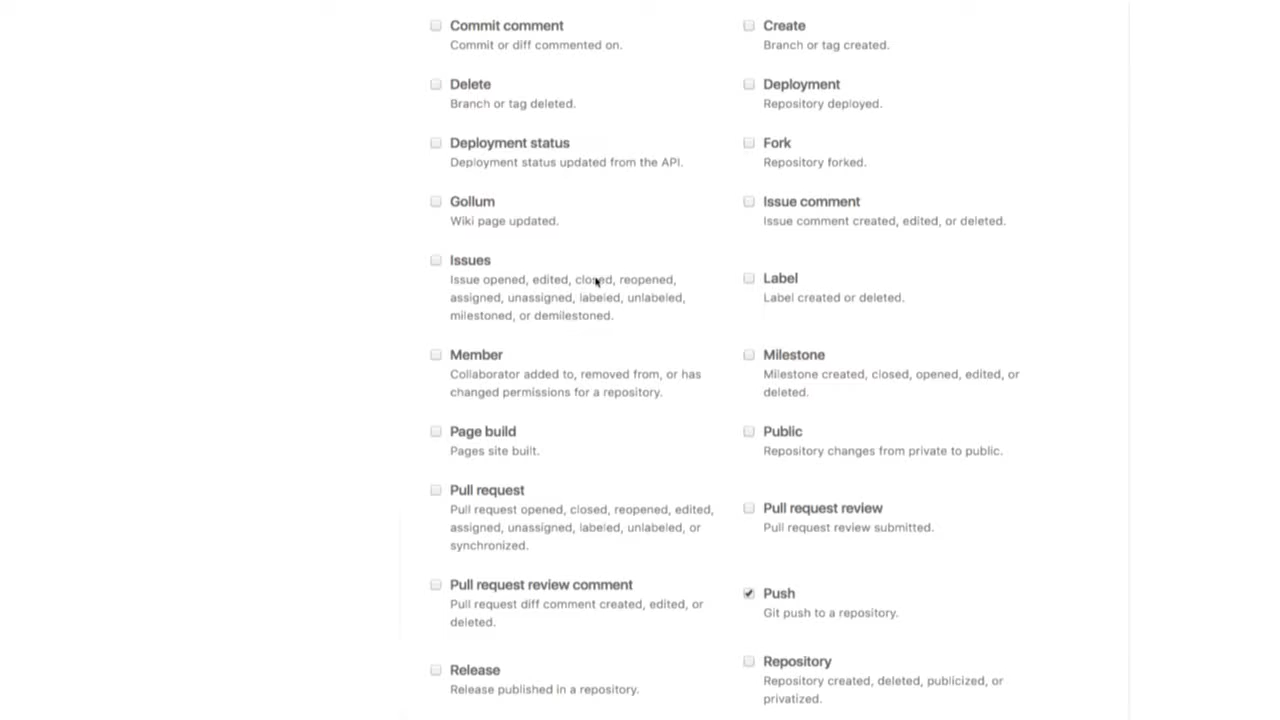 Commit comment
Commit or diff commented on.
Create
Branch or tag created.
Delete
Branch or tag deleted.
Deployment
Repository deployed.
Deployment status
Deployment status updated from the API.
Fork
Repository forked.
Gollum
Wiki page updated.
Issue comment
Issue comment created, edited, or deleted.
Issues
Issue opened, edited, closed, reopened,
assigned, unassigned, labeled, unlabeled,
milestoned, or demilestoned.
Label
Label created or deleted.
Member
Collaborator added to, removed from, or has
changed permissions for a repository.
Milestone
Milestone created, closed, opened, edited, or
deleted.
Page build
Pages site built.
Public
Repository changes from private to public.
Pull request
Pull request opened, closed, reopened, edited,
assigned, unassigned, labeled, unlabeled, or
synchronized.
Pull request review
Pull request review submitted.
Pull request review comment
Pull request diff comment created, edited, or
deleted.
Push
Git push to a repository.
Release
Release published in a repository.
Repository
Repository created, deleted, publicized, or
privatized.